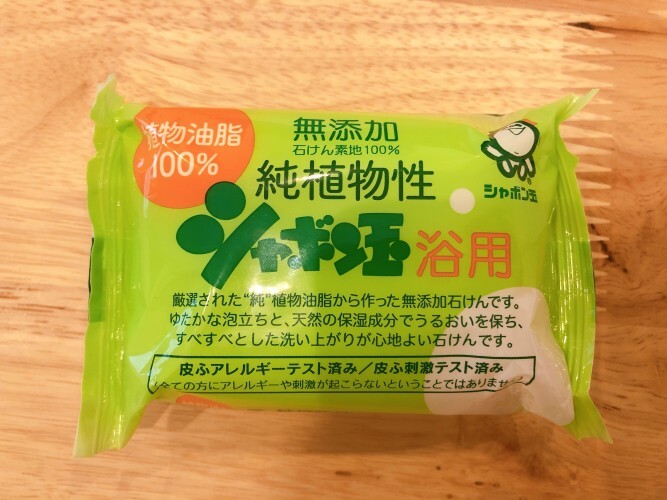 植物油脂
100%
無添加
石けん素地100%
純植物性
シャボン玉
シャボン玉
浴用
厳選された“純”植物油脂から作った無添加石けんです。
ゆたかな泡立ちと、天然の保湿成分でうるおいを保ち、
すべすべとした洗い上がりが心地よい石けんです。
皮ふアレルギーテスト済み／皮ふ刺激テスト済み
(全ての方にアレルギーや刺激が起こらないということではありません